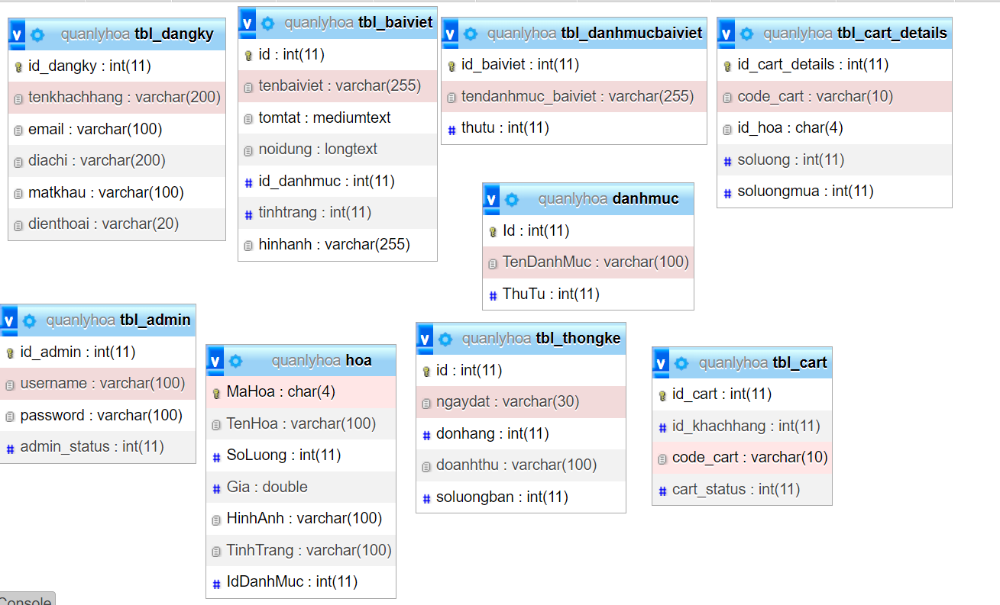 quanlyhoa tbl_dangky
id_dangky : int(11)
tenkhachhang : varchar(200)
email : varchar(100)
diachi : varchar(200)
matkhau : varchar(100)
dienthoai : varchar(20)
quanlyhoa tbl_baiviet
id : int(11)
tenbaiviet : varchar(255)
tomtat : mediumtext
noidung : longtext
id_danhmuc : int(11)
tinhtrang : int(11)
hinhanh : varchar(255)
quanlyhoa tbl_danhmucbaiviet
id_baiviet : int(11)
tendanhmuc_baiviet : varchar(255)
thutu : int(11)
quanlyhoa tbl_cart_details
id_cart_details : int(11)
code_cart : varchar(10)
id_hoa : char(4)
soluong : int(11)
soluongmua : int(11)
quanlyhoa danhmuc
Id : int(11)
TenDanhMuc : varchar(100)
ThuTu : int(11)
quanlyhoa tbl_admin
id_admin : int(11)
username : varchar(100)
password : varchar(100)
admin_status : int(11)
quanlyhoa hoa
MaHoa : char(4)
TenHoa : varchar(100)
SoLuong : int(11)
Gia : double
HinhAnh : varchar(100)
TinhTrang : varchar(100)
IdDanhMuc : int(11)
quanlyhoa tbl_thongke
id : int(11)
ngaydat : varchar(30)
donhang : int(11)
doanhthu : varchar(100)
soluongban : int(11)
quanlyhoa tbl_cart
id_cart : int(11)
id_khachhang : int(11)
code_cart : varchar(10)
cart_status : int(11)
Console